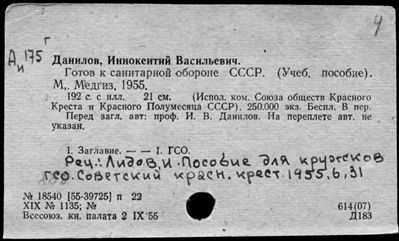 9
Д 175 г
и
Данилов, Иннокентий Васильевич.
Готов к санитарной обороне СССР. (Учеб. пособие).
М., Медгиз, 1955.
192 с. с илл. 21 см. (Испол. ком. Союза обществ Красного
Креста и Красного Полумесяца СССР). 250.000 экз. Беспл. В пер.
Перед загл. авт: проф. И. В. Данилов. На переплете авт. не
указан.
I. Заглавие. — — 1. ГСО.
Рец.: Лидов, И. Пособие для кружков
ГСО. Советский красн. крест. 1955, 6, 31
№ 18540 [55-39725] п 22
XIV № 1135; № 614(07)
Всесоюз. кн. палата 2 IX 55 Д183